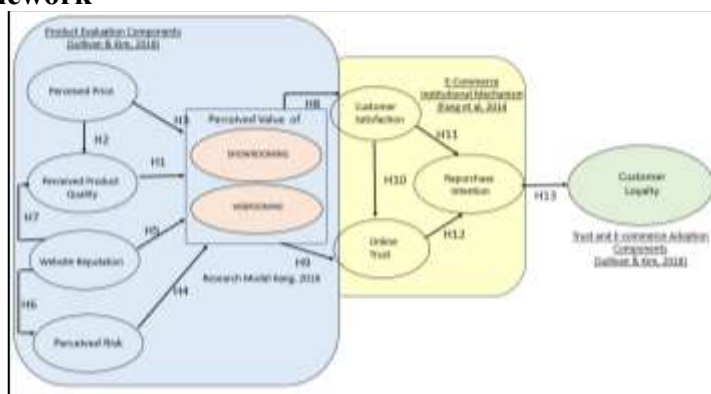 ework
Product Evaluation Components
(Sullivan & Kim, 2018)
Perceived Price
H2
H3
Perceived Product
Quality
H1
H7
Website Reputation
H5
H6
Perceived Risk
H4
Perceived Value of
SHOWROOMING
WEBROOMING
Research Model Kang, 2018
H8
H9
E-Commerce
Institutional Mechanism
Fang et al, 2014
Customer
Satisfaction
H11
H10
Repurchase
Intention
Online
Trust
H12
H13
Customer
Loyalty
Trust and E-commerce Adoption
Components
(Sullivan & Kim, 2018)